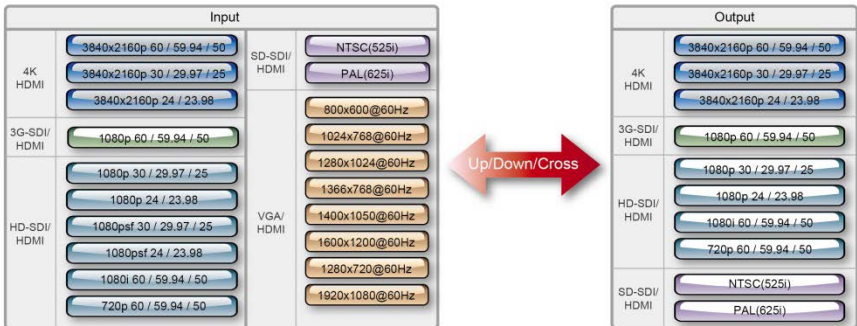 Input
4K
HDMI
3840x2160p 60 / 59.94 / 50
3840x2160p 30 / 29.97 / 25
3840x2160p 24 / 23.98
3G-SDI/
HDMI
1080p 60 / 59.94 / 50
HD-SDI/
HDMI
1080p 30 / 29.97 / 25
1080p 24 / 23.98
1080psf 30 / 29.97 / 25
1080psf 24 / 23.98
1080i 60 / 59.94 / 50
720p 60 / 59.94 / 50
SD-SDI/
HDMI
NTSC(525i)
PAL(625i)
VGA/
HDMI
800x600@60Hz
1024x768@60Hz
1280x1024@60Hz
1366x768@60Hz
1400x1050@60Hz
1600x1200@60Hz
1280x720@60Hz
1920x1080@60Hz
Up/Down/Cross
Output
4K
HDMI
3840x2160p 60 / 59.94 / 50
3840x2160p 30 / 29.97 / 25
3840x2160p 24 / 23.98
3G-SDI/
HDMI
1080p 60 / 59.94 / 50
HD-SDI/
HDMI
1080p 30 / 29.97 / 25
1080p 24 / 23.98
1080i 60 / 59.94 / 50
720p 60 / 59.94 / 50
SD-SDI/
HDMI
NTSC(525i)
PAL(625i)